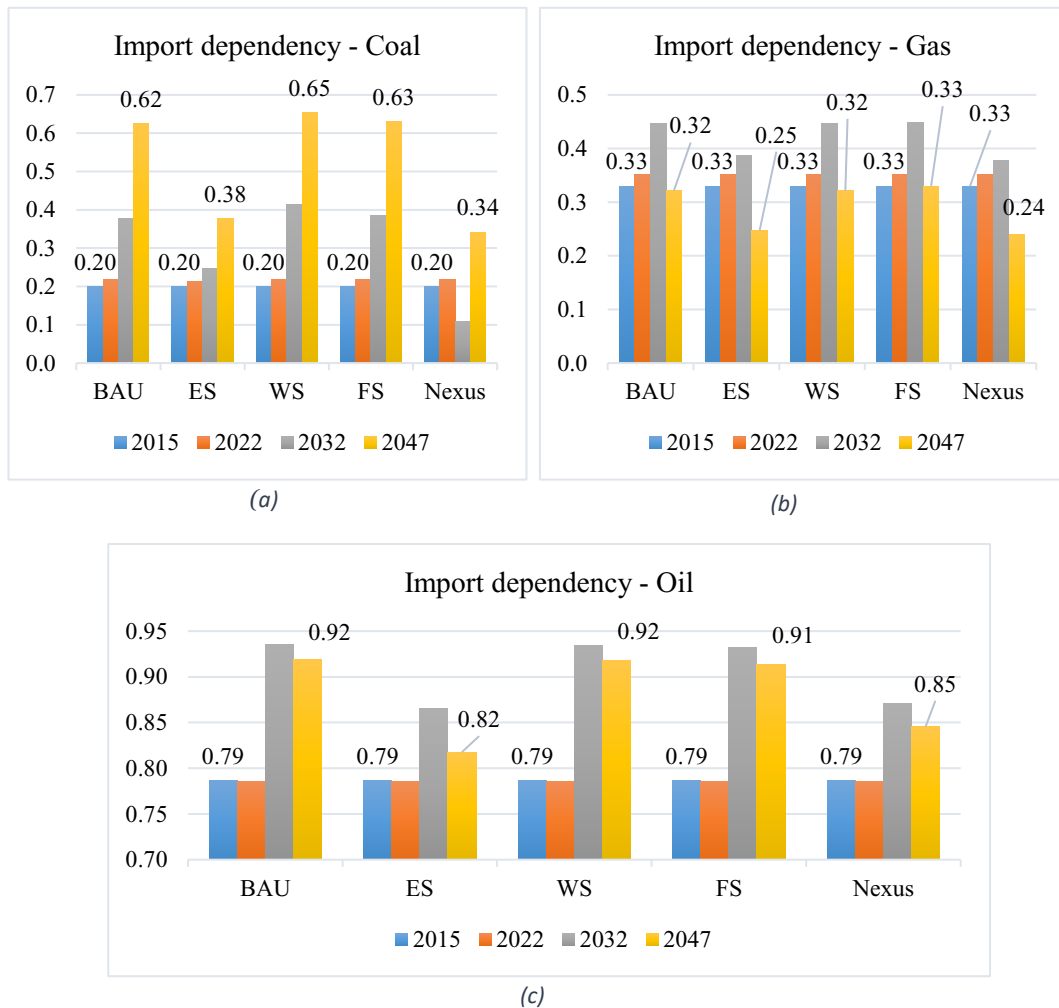 Import dependency - Coal
0.7
0.6
0.5
0.4
0.3
0.2
0.1
0.0
0.62
0.65
0.63
0.38
0.34
0.20 0.20 0.20 0.20 0.20
BAU ES WS FS Nexus
2015 2022 2032 2047
(a)
Import dependency - Gas
0.5
0.4
0.3
0.2
0.1
0.0
0.33 0.32 0.33 0.25 0.33 0.32 0.33 0.33 0.33 0.24
BAU ES WS FS Nexus
2015 2022 2032 2047
(b)
Import dependency - Oil
0.95
0.90
0.85
0.80
0.75
0.70
0.79 0.92 0.79 0.82 0.79 0.92 0.79 0.91 0.79 0.85
BAU ES WS FS Nexus
2015 2022 2032 2047
(c)